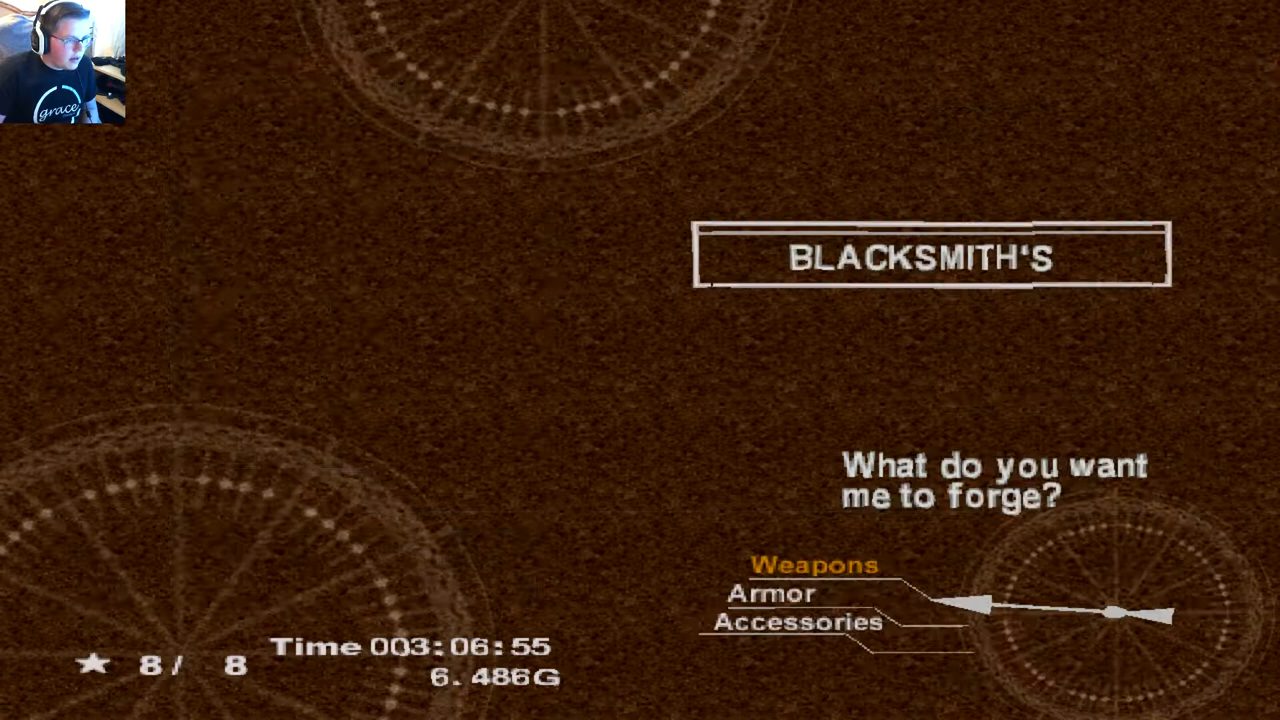 grace
BLACKSMITH'S
What do you want
me to forge?
Weapons
Armor
Accessories
Time 003:06:55
★ 8/ 8
6.486G